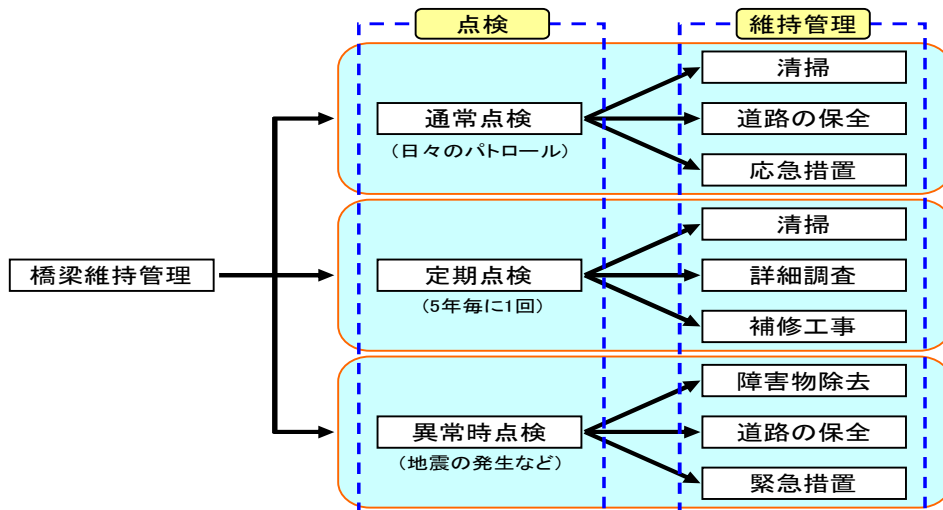 点検
維持管理
橋梁維持管理
通常点検
(日々のパトロール)
清掃
道路の保全
応急措置
定期点検
(5年毎に1回)
清掃
詳細調査
補修工事
異常時点検
(地震の発生など)
障害物除去
道路の保全
緊急措置